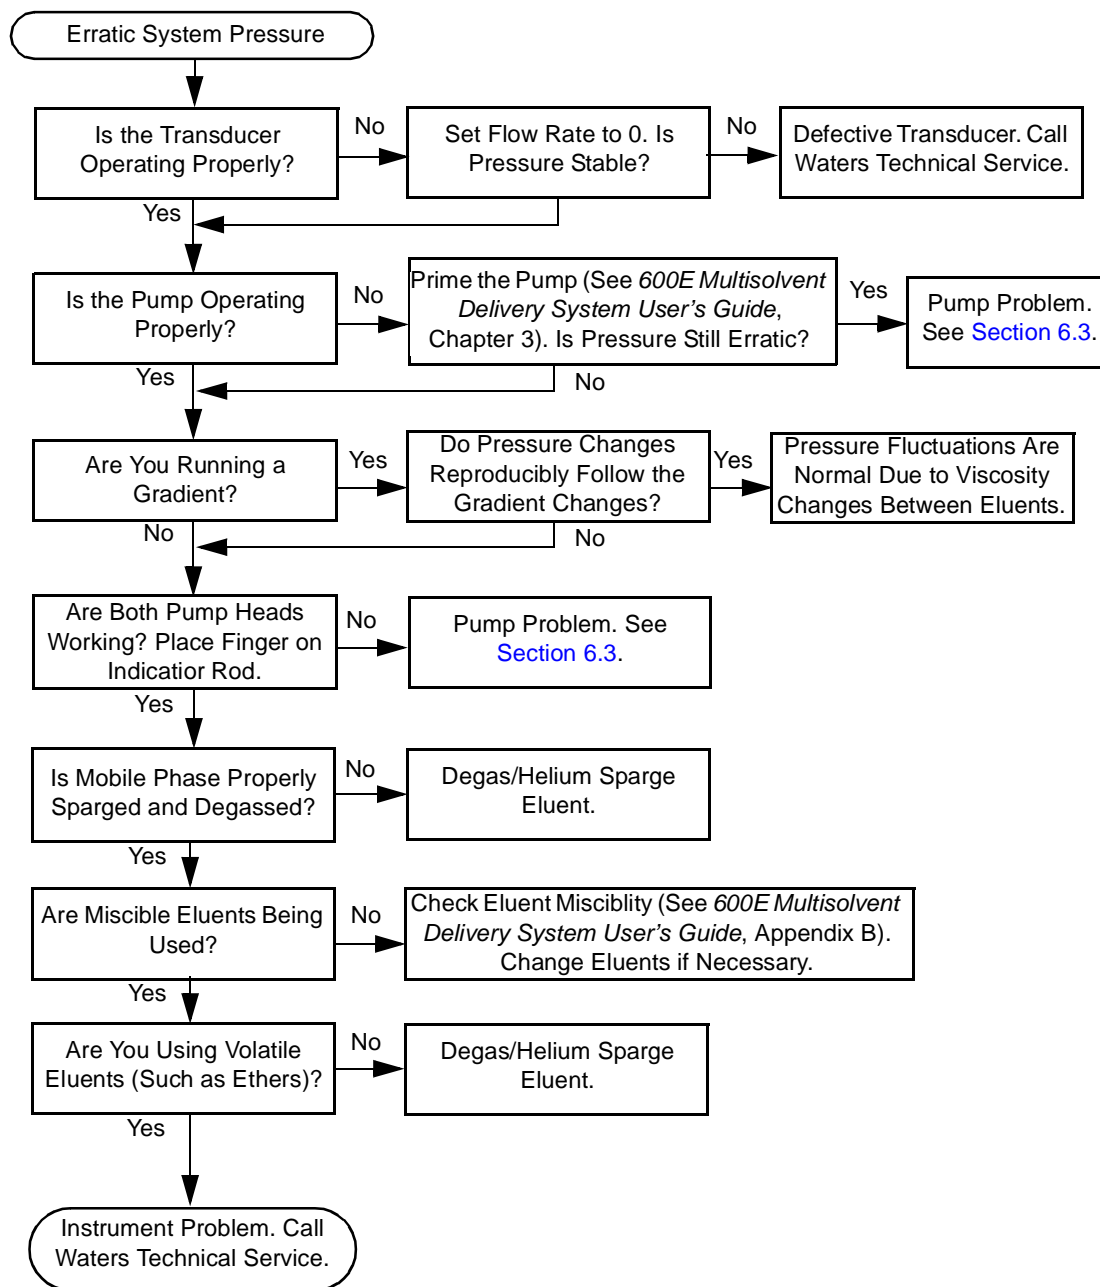 Erratic System Pressure
Is the Transducer
Operating Properly?
No
Set Flow Rate to 0. Is
Pressure Stable?
No
Defective Transducer. Call
Waters Technical Service.
Yes
Is the Pump Operating
Properly?
No
Prime the Pump (See 600E Multisolvent
Delivery System User's Guide,
Chapter 3). Is Pressure Still Erratic?
Yes
Pump Problem.
See Section 6.3.
Yes
No
Are You Running a
Gradient?
Yes
Do Pressure Changes
Reproducibly Follow the
Gradient Changes?
Yes
Pressure Fluctuations Are
Normal Due to Viscosity
Changes Between Eluents.
No
No
Are Both Pump Heads
Working? Place Finger on
Indicatior Rod.
No
Pump Problem. See
Section 6.3.
Yes
Is Mobile Phase Properly
Sparged and Degassed?
No
Degas/Helium Sparge
Eluent.
Yes
Are Miscible Eluents Being
Used?
No
Check Eluent Misciblity (See 600E Multisolvent
Delivery System User's Guide, Appendix B).
Change Eluents if Necessary.
Yes
Are You Using Volatile
Eluents (Such as Ethers)?
No
Degas/Helium Sparge
Eluent.
Yes
Instrument Problem. Call
Waters Technical Service.